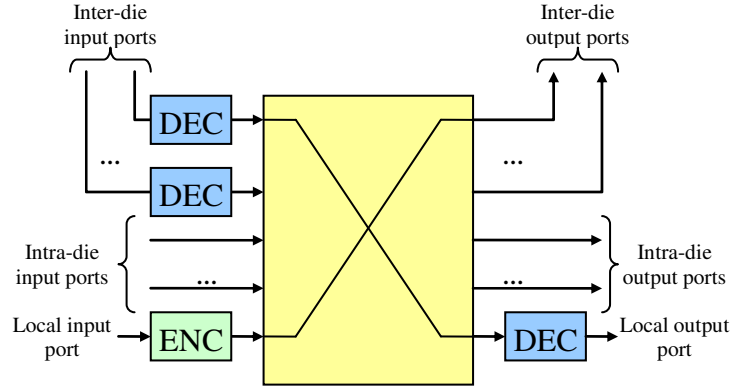 Inter-die
input ports
Inter-die
output ports
DEC
...
...
DEC
Intra-die
input ports
...
...
Intra-die
output ports
Local input
port
ENC
DEC
Local output
port